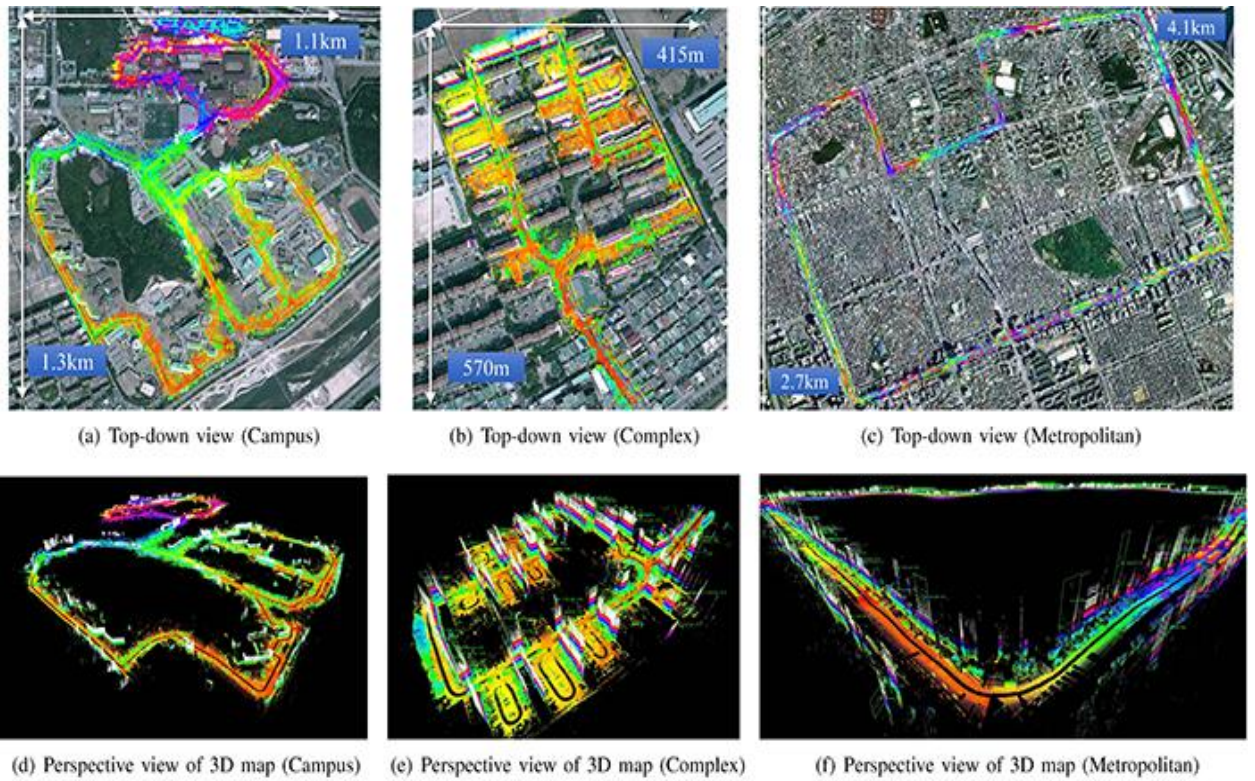 1.1km
1.3km
415m
570m
4.1km
2.7km
(a) Top-down view (Campus)
(b) Top-down view (Complex)
(c) Top-down view (Metropolitan)
(d) Perspective view of 3D map (Campus)
(e) Perspective view of 3D map (Complex)
(f) Perspective view of 3D map (Metropolitan)